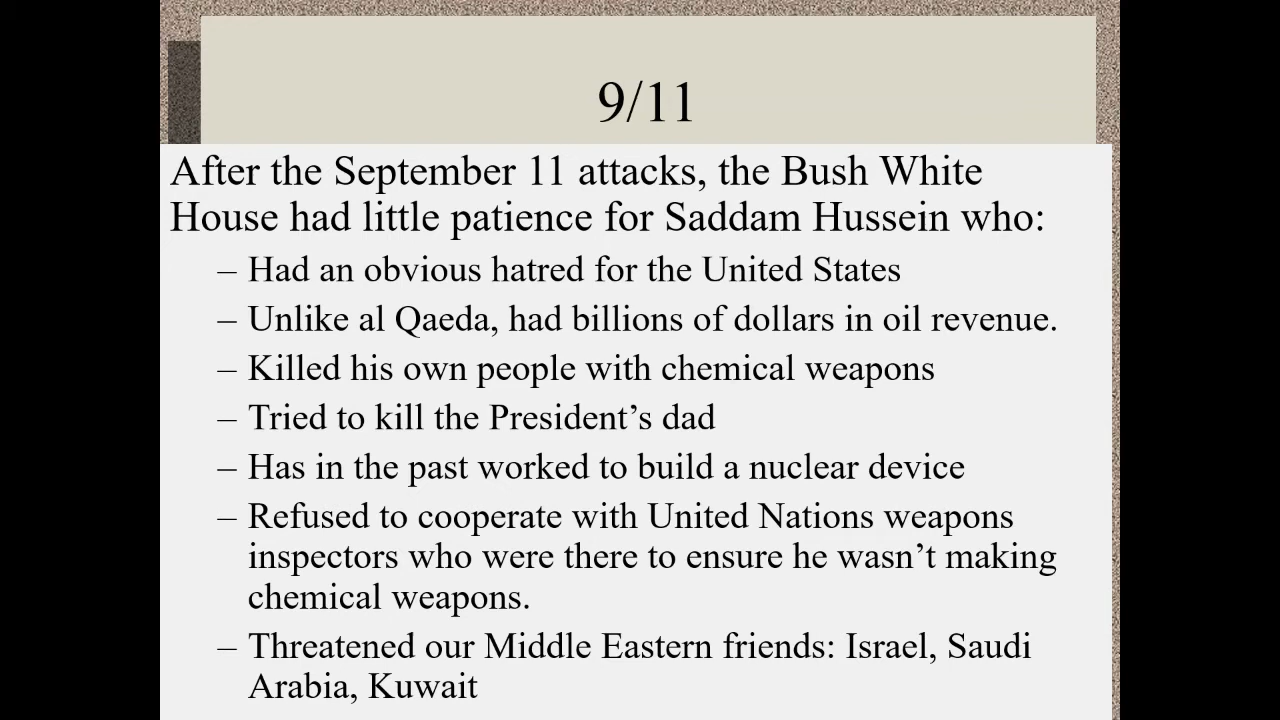 9/11
After the September 11 attacks, the Bush White
House had little patience for Saddam Hussein who:
– Had an obvious hatred for the United States
– Unlike al Qaeda, had billions of dollars in oil revenue.
– Killed his own people with chemical weapons
– Tried to kill the President’s dad
– Has in the past worked to build a nuclear device
– Refused to cooperate with United Nations weapons
inspectors who were there to ensure he wasn’t making
chemical weapons.
– Threatened our Middle Eastern friends: Israel, Saudi
Arabia, Kuwait